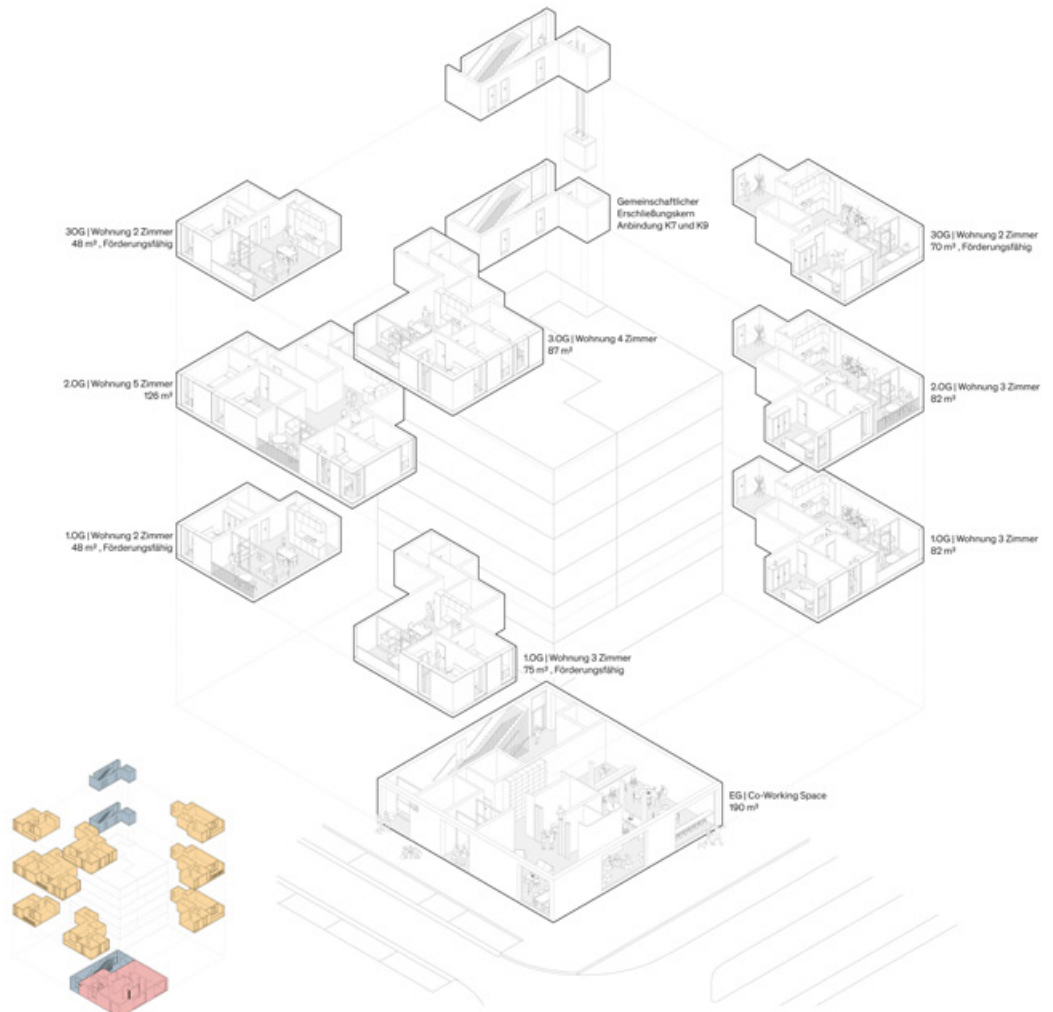 Gemeinschaftlicher
Erschließungskern
Anbindung K7 und K9
3OG | Wohnung 2 Zimmer
48 m², Förderungsfähig
3OG | Wohnung 2 Zimmer
70 m², Förderungsfähig
3.OG | Wohnung 4 Zimmer
87 m²
2.OG | Wohnung 5 Zimmer
126 m²
2.OG | Wohnung 3 Zimmer
82 m²
1.OG | Wohnung 2 Zimmer
48 m², Förderungsfähig
1.OG | Wohnung 3 Zimmer
82 m²
1.OG | Wohnung 3 Zimmer
75 m², Förderungsfähig
EG | Co-Working Space
190 m²